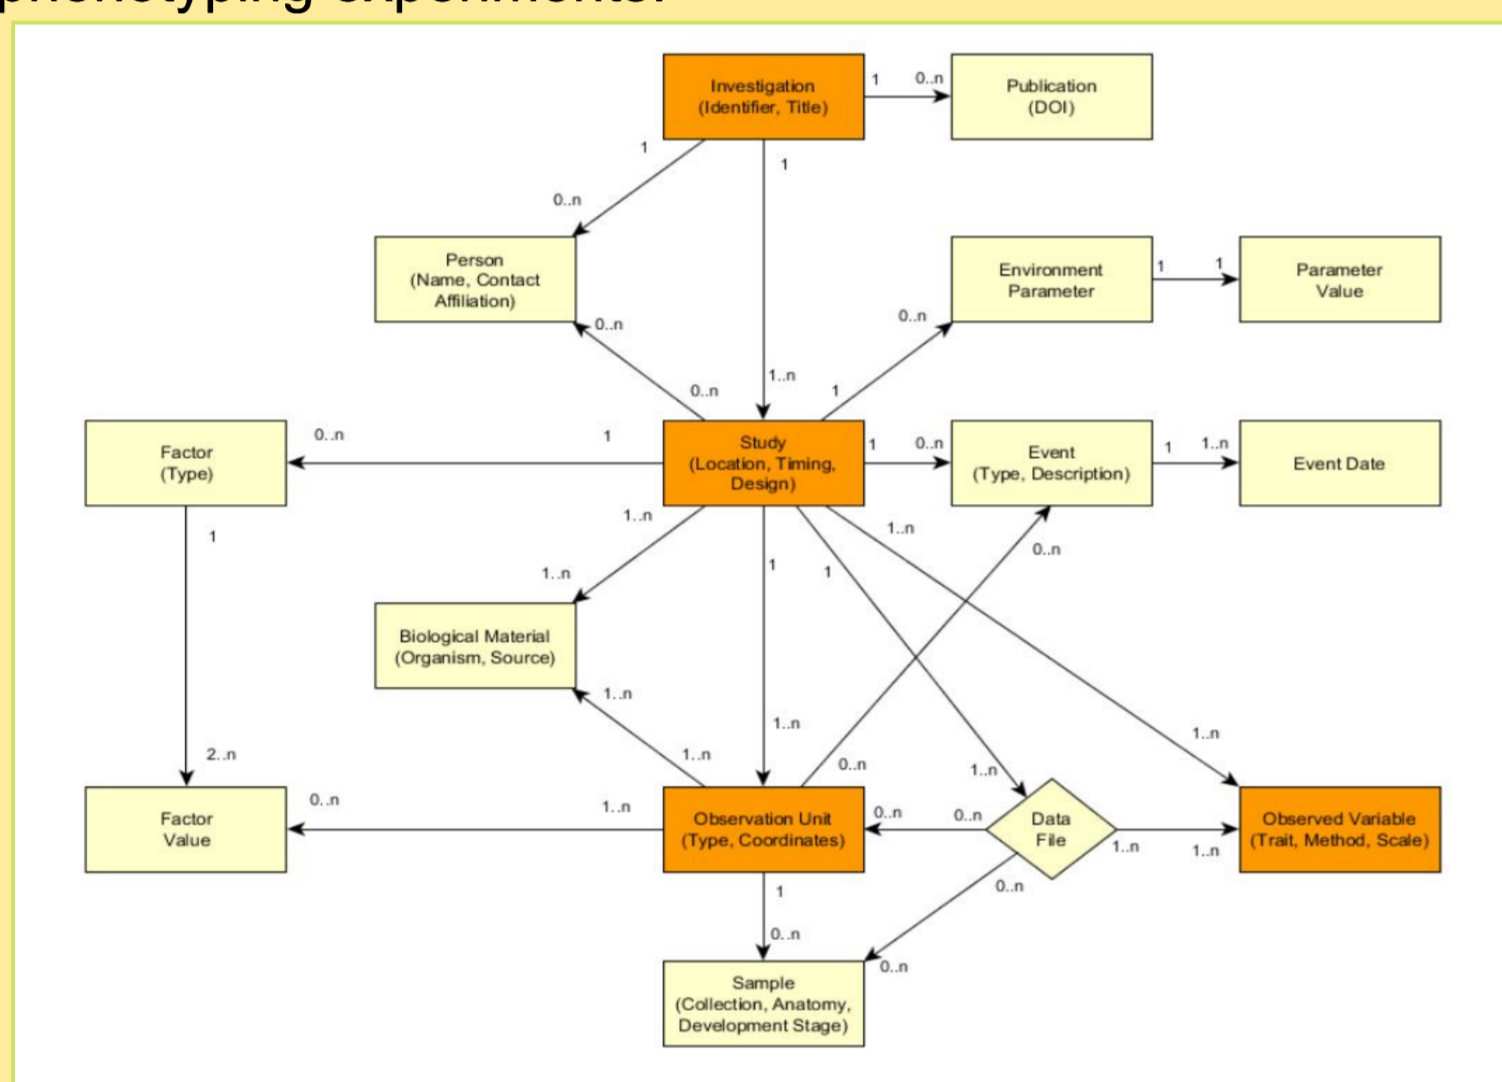 phenotyping experiments.
Investigation
(Identifier, Title)
1
0..n
Publication
(DOI)
1
1
0..n
Person
(Name, Contact
Affiliation)
Environment
Parameter
1
1
Parameter
Value
0..n
0..n
0..n
1..n
1
Factor
(Type)
0..n
1
Study
(Location, Timing,
Design)
1
0..n
Event
(Type, Description)
1
1..n
Event Date
1..n
1..n
1
0..n
1
1
1..n
Biological Material
(Organism, Source)
1..n
1..n
1..n
2..n
1..n
0..n
1..n
Factor
Value
0..n
1..n
Observation Unit
(Type, Coordinates)
0..n
0..n
Data
File
1..n
1..n
Observed Variable
(Trait, Method, Scale)
1
0..n
0..n
0..n
Sample
(Collection, Anatomy,
Development Stage)